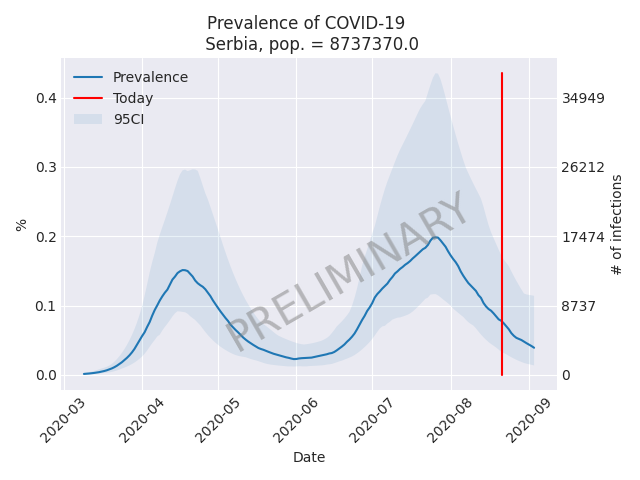 Prevalence of COVID-19
Serbia, pop. = 8737370.0
Prevalence
Today
95CI
0.4
0.3
0.2
0.1
0.0
%
34949
26212
17474
8737
0
# of infections
PRELIMINARY
2020-03
2020-04
2020-05
2020-06
2020-07
2020-08
2020-09
Date